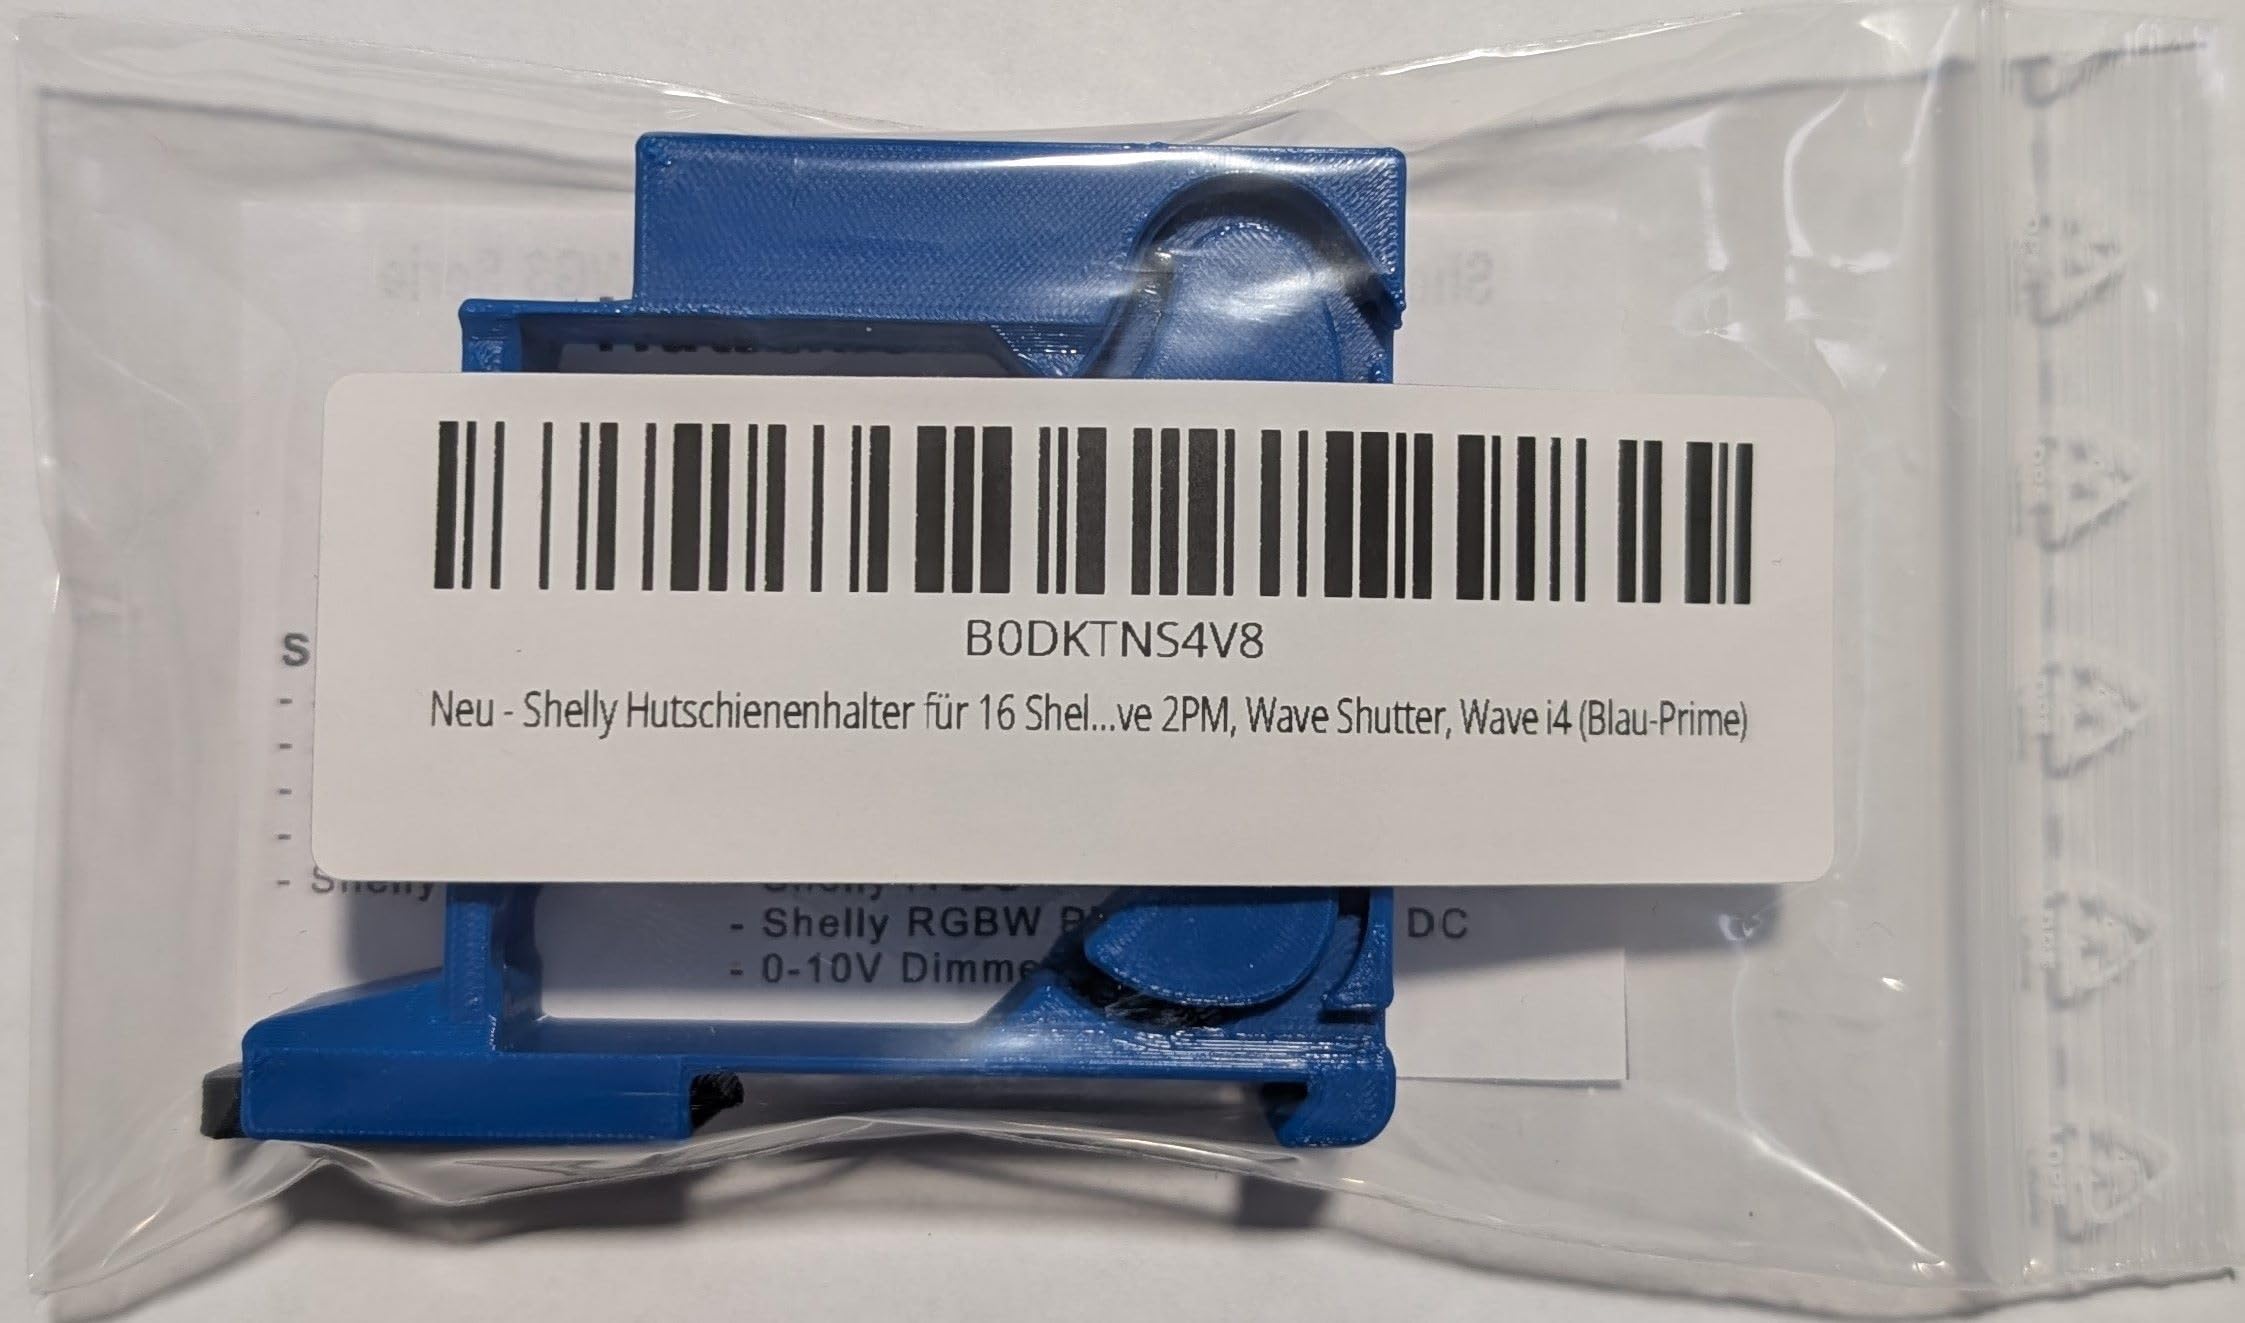 B0DKTNS4V8
Neu - Shelly Hutschienenhalter für 16 Shel...ve 2PM, Wave Shutter, Wave i4 (Blau-Prime)
- Shelly
- Shelly RGBW
DC
- 0-10V